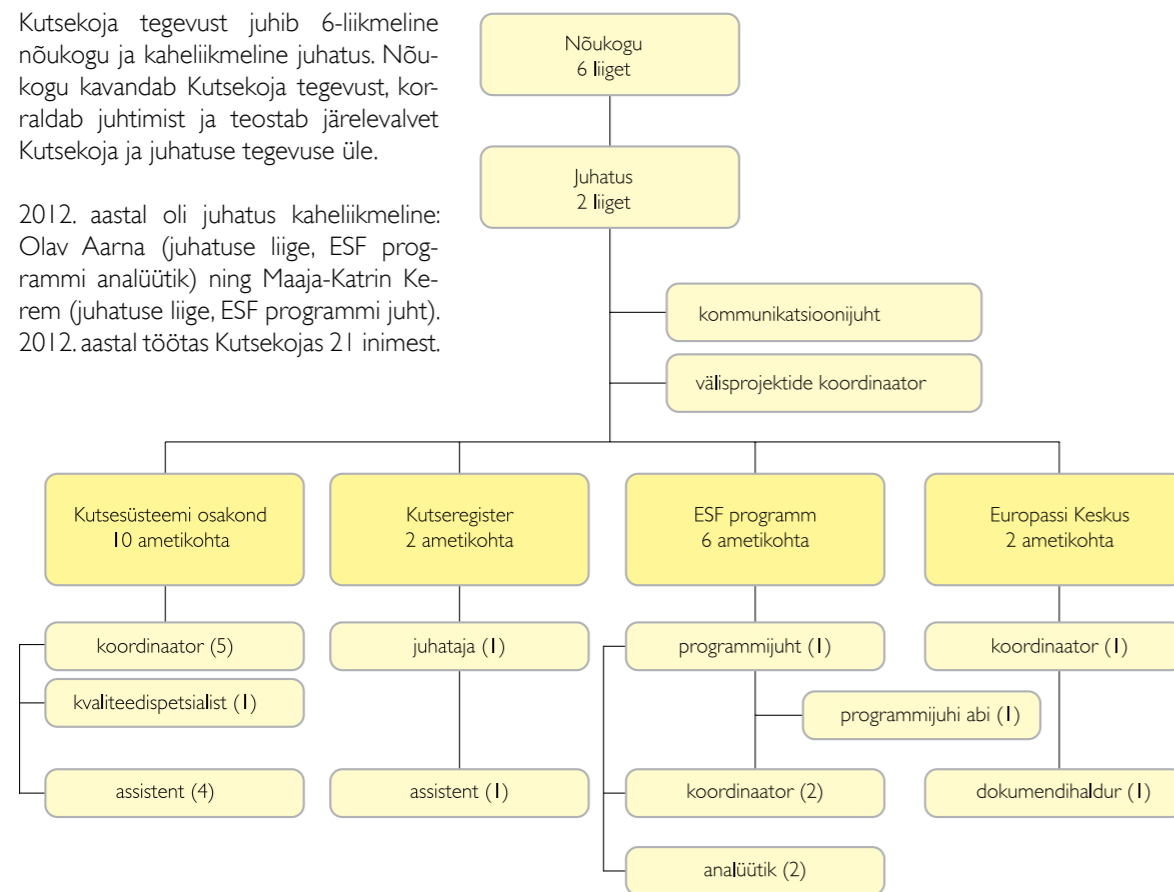 Kutsekoja tegevust juhib 6-liikmeline
nõukogu ja kaheliikmeline juhatus. Nõu-
kogu kavandab Kutsekoja tegevust, kor-
raldab juhtimist ja teostab järelevalvet
Kutsekoja ja juhatuse tegevuse üle.
2012. aastal oli juhatus kaheliikmeline:
Olav Aarna (juhatuse liige, ESF prog-
rammi analüütik) ning Maaja-Katrin Ke-
rem (juhatuse liige, ESF programmi juht).
2012. aastal töötas Kutsekojas 21 inimest.
Nõukogu
6 liiget
Juhatus
2 liiget
kommunikatsioonijuht
välisprojektide koordinaator
Kutsesüsteemi osakond
10 ametikohta
koordinaator (5)
kvaliteedispetsialist (1)
assistent (4)
Kutseregister
2 ametikohta
juhataja (1)
assistent (1)
ESF programm
6 ametikohta
programmijuht (1)
programmijuhi abi (1)
koordinaator (2)
analüütik (2)
Europassi Keskus
2 ametikohta
koordinaator (1)
dokumendihaldur (1)